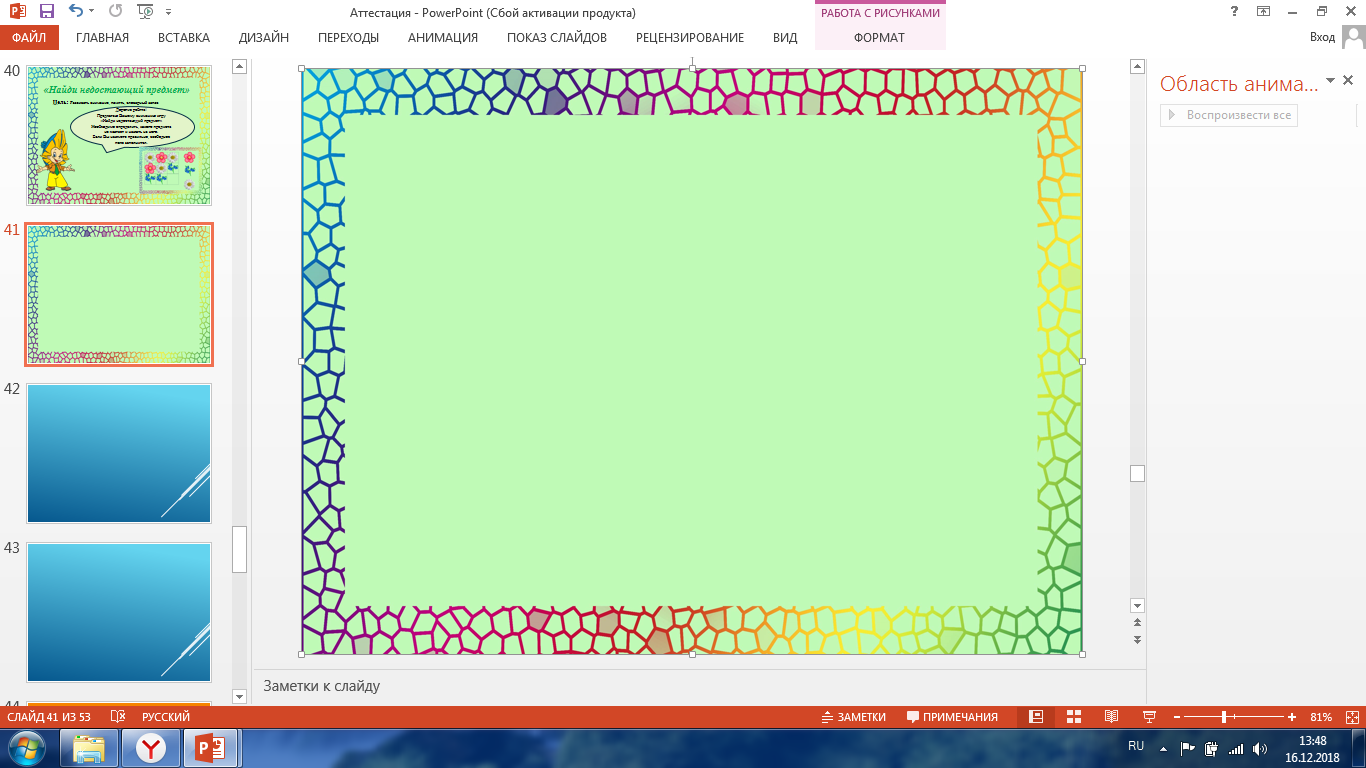 Аттестация - PowerPoint (Сбой активации продукта)
РАБОТА С РИСУНКАМИ
ФАЙЛ ГЛАВНАЯ ВСТАВКА ДИЗАЙН ПЕРЕХОДЫ АНИМАЦИЯ ПОКАЗ СЛАЙДОВ РЕЦЕНЗИРОВАНИЕ ВИД ФОРМАТ Вход
40
«Найди недостающий предмет»
41
42
43
Область анима...
Воспроизвести все
Заметки к слайду
СЛАЙД 41 ИЗ 53 РУССКИЙ ЗАМЕТКИ ПРИМЕЧАНИЯ 81%
RU 13:48
16.12.2018